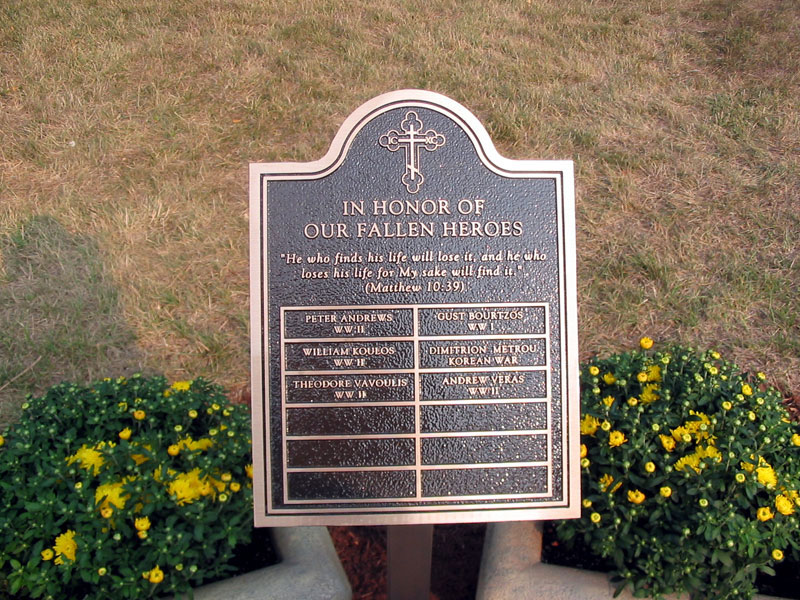 IC XC
IN HONOR OF
OUR FALLEN HEROES
"He who finds his life will lose it, and he who
loses his life for My sake will find it."
(Matthew 10:39)
PETER ANDREWS
WW II
GUST BOURTZOS
WW I
WILLIAM KOULOS
WW II
DIMITRION METROU
KOREAN WAR
THEODORE VAVOULIS
WW II
ANDREW VERAS
WW II